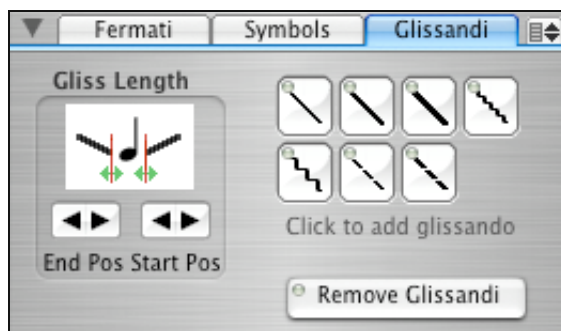 Fermati Symbols Glissandi
Gliss Length
Click to add glissando
End Pos Start Pos
Remove Glissandi